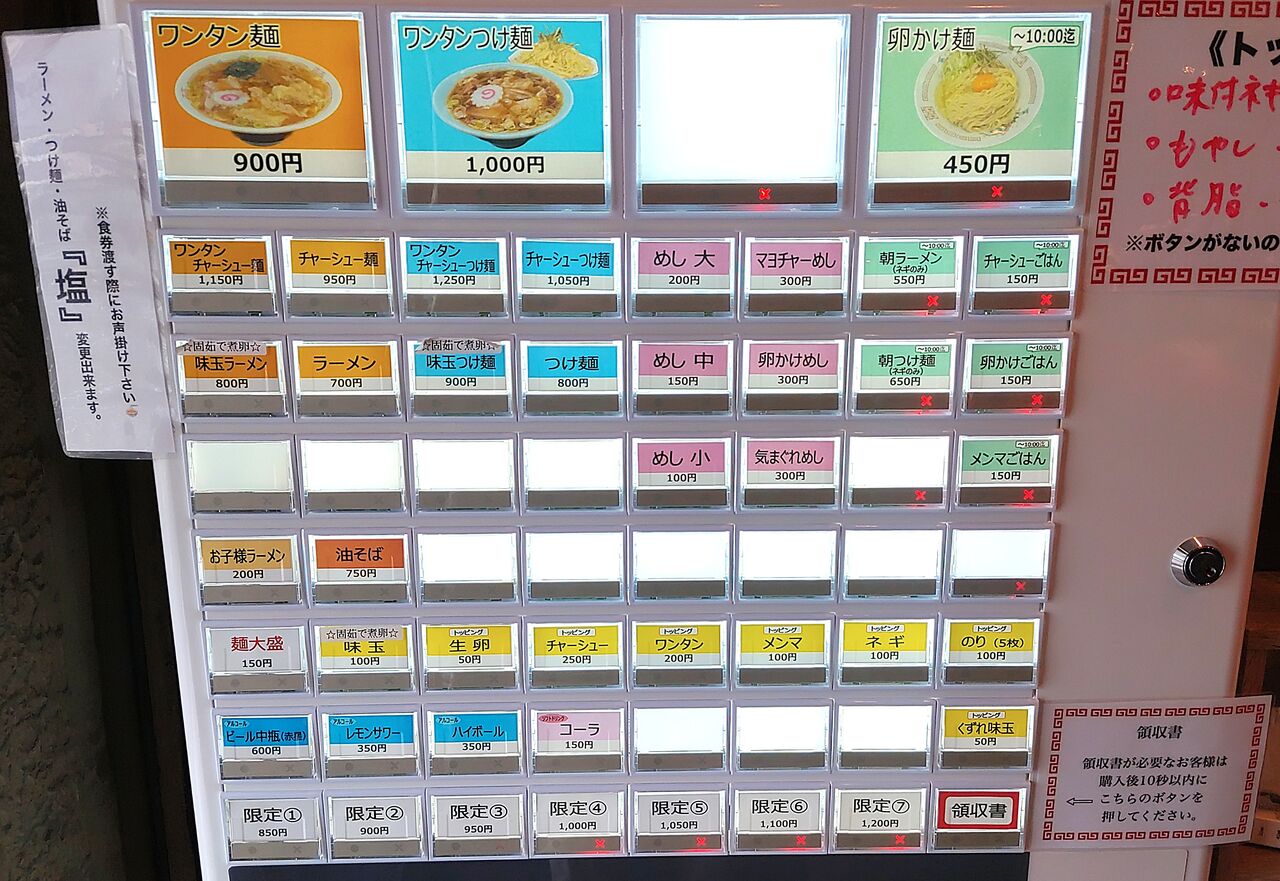 ラーメン・つけ麺・油そば『塩』変更出来ます。
※食券渡す際にお声掛け下さい
ワンタン麺
900円
ワンタンつけ麺
1,000円
卵かけ麺
〜10:00迄
450円
ワンタン
チャーシュー麺
1,150円
チャーシュー麺
950円
ワンタン
チャーシューつけ麺
1,250円
チャーシューつけ麺
1,050円
めし 大
200円
マヨチャーめし
300円
〜10:00迄
朝ラーメン
(ネギのみ)
550円
〜10:00迄
チャーシューごはん
150円
☆固茹で煮卵☆
味玉ラーメン
800円
ラーメン
700円
☆固茹で煮卵☆
味玉つけ麺
900円
つけ麺
800円
めし 中
150円
卵かけめし
300円
〜10:00迄
朝つけ麺
(ネギのみ)
650円
〜10:00迄
卵かけごはん
150円
めし 小
100円
気まぐれめし
300円
〜10:00迄
メンマごはん
150円
お子様ラーメン
200円
油そば
750円
麺大盛
150円
☆固茹で煮卵☆
味玉
100円
トッピング
生卵
50円
トッピング
チャーシュー
250円
トッピング
ワンタン
200円
トッピング
メンマ
100円
トッピング
ネギ
100円
トッピング
のり（5枚）
100円
アルコール
ビール中瓶(赤星)
600円
アルコール
レモンサワー
350円
アルコール
ハイボール
350円
ソフトドリンク
コーラ
150円
トッピング
くずれ味玉
50円
限定①
850円
限定②
900円
限定③
950円
限定④
1,000円
限定⑤
1,050円
限定⑥
1,100円
限定⑦
1,200円
領収書
《トッ
・味付
・もやし
・背脂
※ボタンがないの
領収書
領収書が必要なお客様は
購入後10秒以内に
こちらのボタンを
押してください。